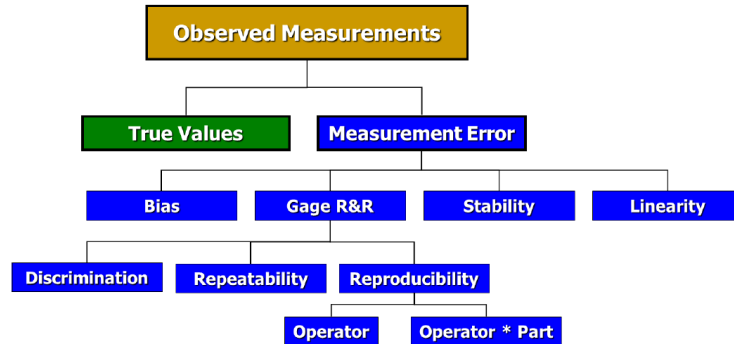 Observed Measurements
True Values
Measurement Error
Bias
Gage R&R
Stability
Linearity
Discrimination
Repeatability
Reproducibility
Operator
Operator * Part